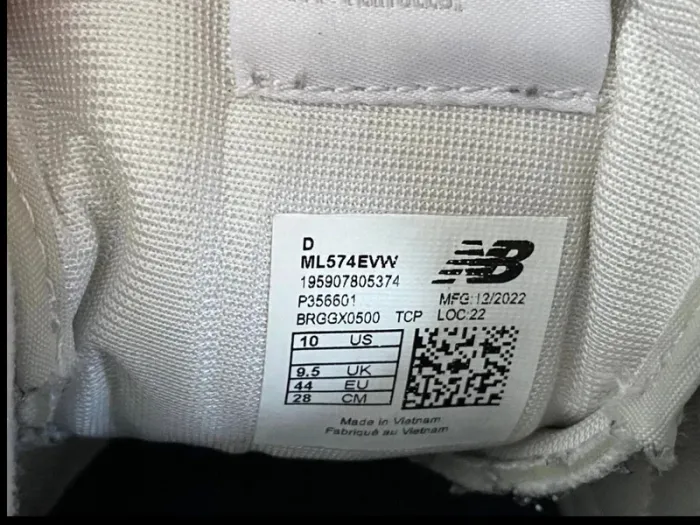 D
ML574EVW
195907805374
P356601
BRGGX0500 TCP
NB
MFG:12/2022
LOC:22
10 US
9.5 UK
44 EU
28 CM
Made in Vietnam
Fabriqué au Vietnam